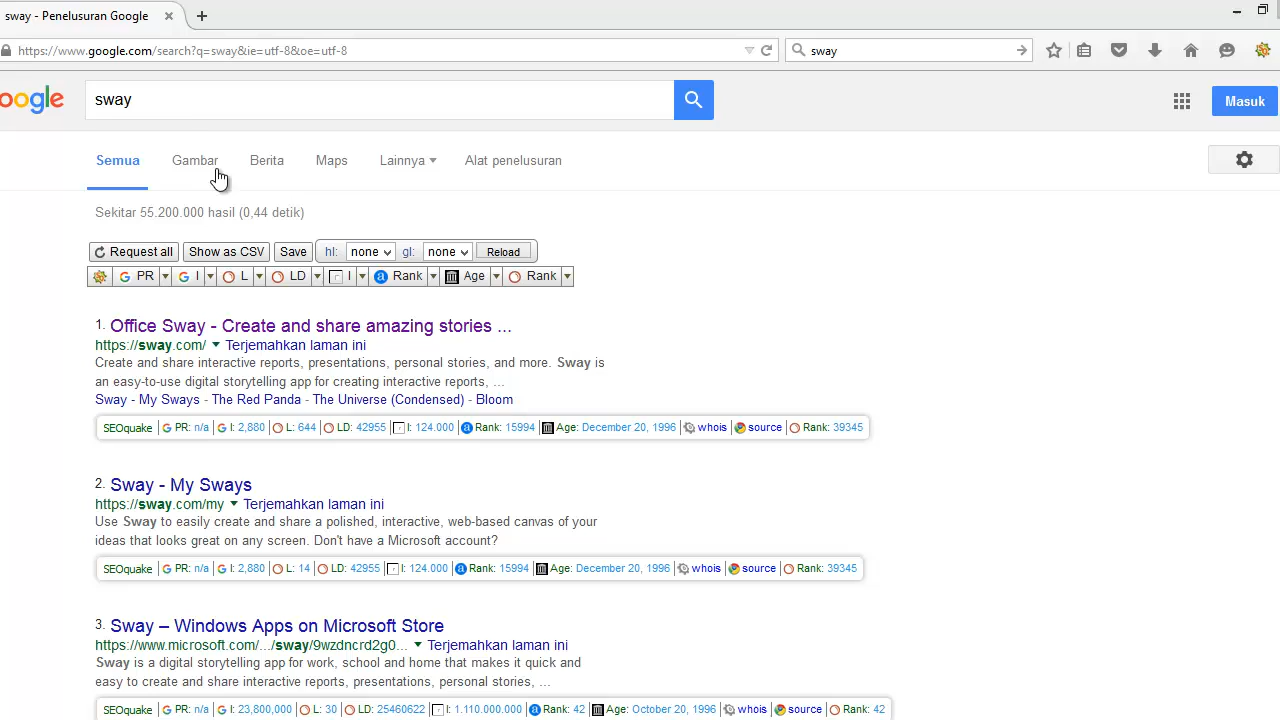 sway - Penelusuran Google
https://www.google.com/search?q=sway&ie=utf-8&oe=utf-8
sway
oogle
sway
Masuk
Semua Gambar Berita Maps Lainnya Alat penelusuran
Sekitar 55.200.000 hasil (0,44 detik)
Request all Show as CSV Save hl: none gl: none Reload
PR I L LD I Rank Age Rank
1. Office Sway - Create and share amazing stories ...
https://sway.com/ Terjemahkan laman ini
Create and share interactive reports, presentations, personal stories, and more. Sway is
an easy-to-use digital storytelling app for creating interactive reports, ...
Sway - My Sways - The Red Panda - The Universe (Condensed) - Bloom
SEOquake PR: n/a I: 2,880 L: 644 LD: 42955 I: 124.000 Rank: 15994 Age: December 20, 1996 whois source Rank: 39345
2. Sway - My Sways
https://sway.com/my Terjemahkan laman ini
Use Sway to easily create and share a polished, interactive, web-based canvas of your
ideas that looks great on any screen. Don't have a Microsoft account?
SEOquake PR: n/a I: 2,880 L: 14 LD: 42955 I: 124.000 Rank: 15994 Age: December 20, 1996 whois source Rank: 39345
3. Sway – Windows Apps on Microsoft Store
https://www.microsoft.com/.../sway/9wzdncrd2g0... Terjemahkan laman ini
Sway is a digital storytelling app for work, school and home that makes it quick and
easy to create and share interactive reports, presentations, personal stories, ...
SEOquake PR: n/a I: 23,800,000 L: 30 LD: 25460622 I: 1.110.000.000 Rank: 42 Age: October 20, 1996 whois source Rank: 42